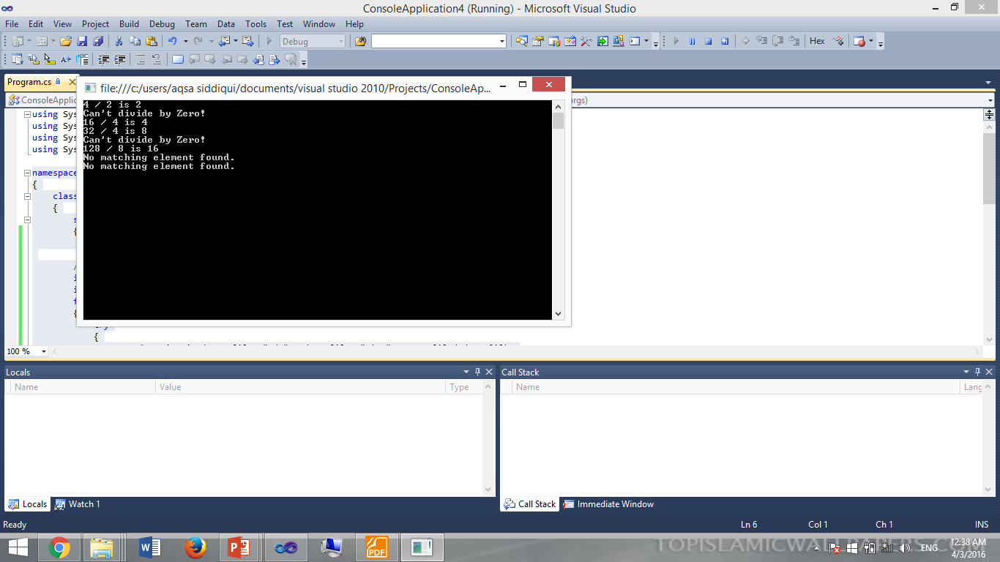 ConsoleApplication4 (Running) - Microsoft Visual Studio
File Edit View Project Build Debug Team Data Tools Test Window Help
Debug
Hex
Program.cs
file:///c:/users/aqsa siddiqui/documents/visual studio 2010/Projects/ConsoleAp...
ConsoleApplic
args)
4 / 2 is 2
Can't divide by Zero!
16 / 4 is 4
32 / 4 is 8
Can't divide by Zero!
128 / 8 is 16
No matching element found.
No matching element found.
using Sys
using Sys
using Sys
using Sys
namespace
{
class
{
{
100 %
Locals
Name Value Type
Call Stack
Name Lang
Locals Watch 1
Call Stack Immediate Window
Ready Ln 6 Col 1 Ch 1 INS
ENG
12:38 AM
4/3/2016